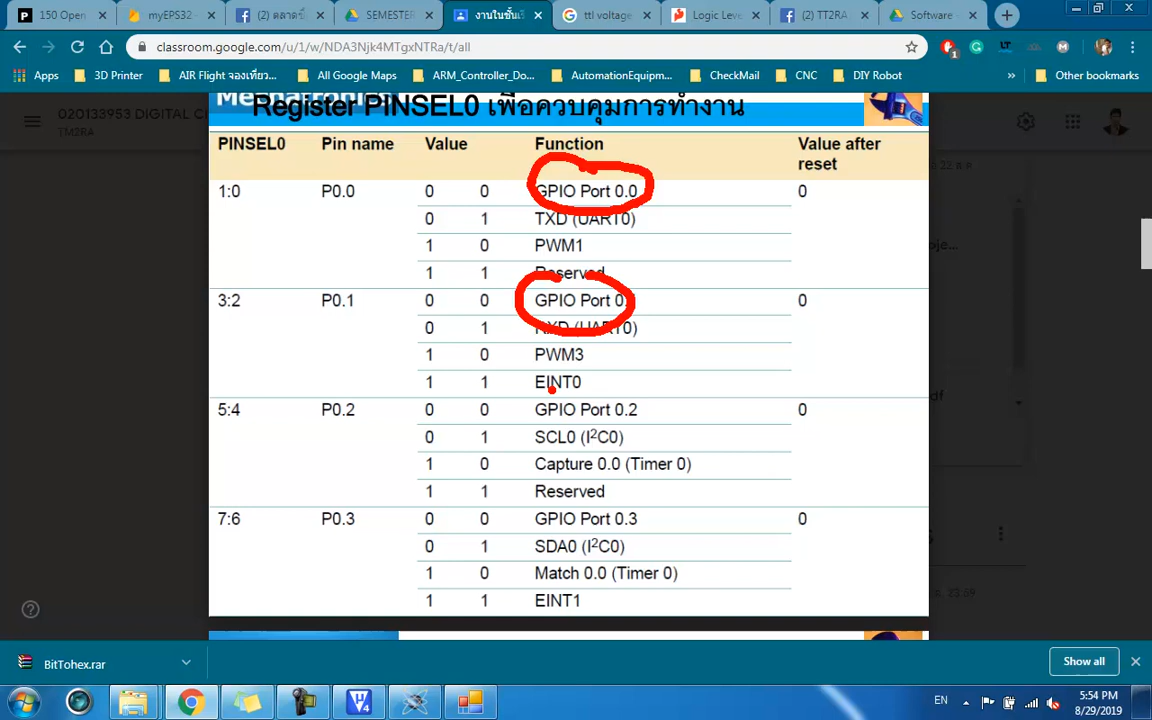 150 Open
myEPS32 -
(2) ตลาดซื้
SEMESTER
งานในชั้นเรี
ttl voltage
Logic Leve
(2) TT2RA
Software -
classroom.google.com/u/1/w/NDA3Njk4MTgxNTRa/t/all
1
Apps
3D Printer
AIR Flight จองเที่ยว...
All Google Maps
ARM_Controller_Do...
AutomationEquipm...
CheckMail
CNC
DIY Robot
»
Other bookmarks
Mechatronics
Register PINSEL0 เพื่อควบคุมการทำงาน
020133953 DIGITAL CI
TM2RA
PINSEL0 Pin name Value Function Value after reset
1:0 P0.0 0 0 GPIO Port 0.0 0
0 1 TXD (UART0)
1 0 PWM1
1 1 Reserved
3:2 P0.1 0 0 GPIO Port 0. 0
0 1 RXD (UART0)
1 0 PWM3
1 1 EINT0
5:4 P0.2 0 0 GPIO Port 0.2 0
0 1 SCL0 (I²C0)
1 0 Capture 0.0 (Timer 0)
1 1 Reserved
7:6 P0.3 0 0 GPIO Port 0.3 0
0 1 SDA0 (I²C0)
1 0 Match 0.0 (Timer 0)
1 1 EINT1
BitTohex.rar
Show all
EN
5:54 PM
8/29/2019